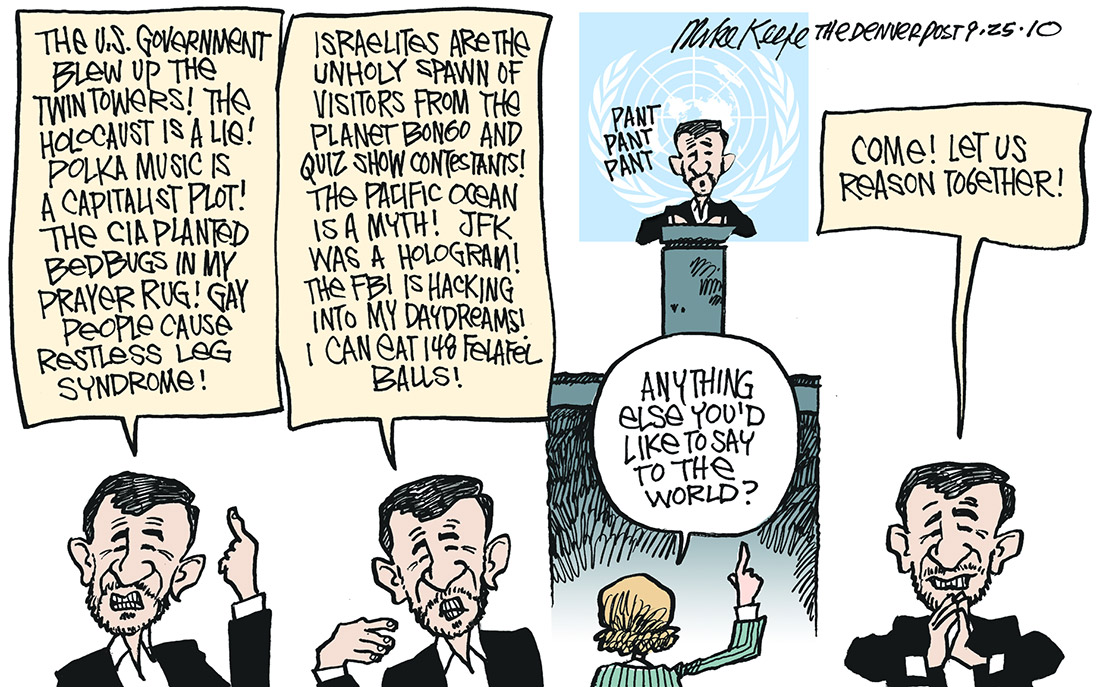 THE U.S. GOVERNMENT
BLEW UP THE
TWIN TOWERS! THE
HOLOCAUST IS A LIE!
POLKA MUSIC IS
A CAPITALIST PLOT!
THE CIA PLANTED
BEDBUGS IN MY
PRAYER RUG! GAY
PEOPLE CAUSE
RESTLESS LEG
SYNDROME!
ISRAELITES ARE THE
UNHOLY SPAWN OF
VISITORS FROM THE
PLANET BONGO AND
QUIZ SHOW CONTESTANTS!
THE PACIFIC OCEAN
IS A MYTH! JFK
WAS A HOLOGRAM!
THE FBI IS HACKING
INTO MY DAYDREAMS!
I CAN EAT 148 FELAFEL
BALLS!
Mike Keefe THE DENVER POST 9·25·10
PANT
PANT
PANT
ANYTHING
ELSE YOU'D
LIKE TO SAY
TO THE
WORLD?
COME! LET US
REASON TOGETHER!